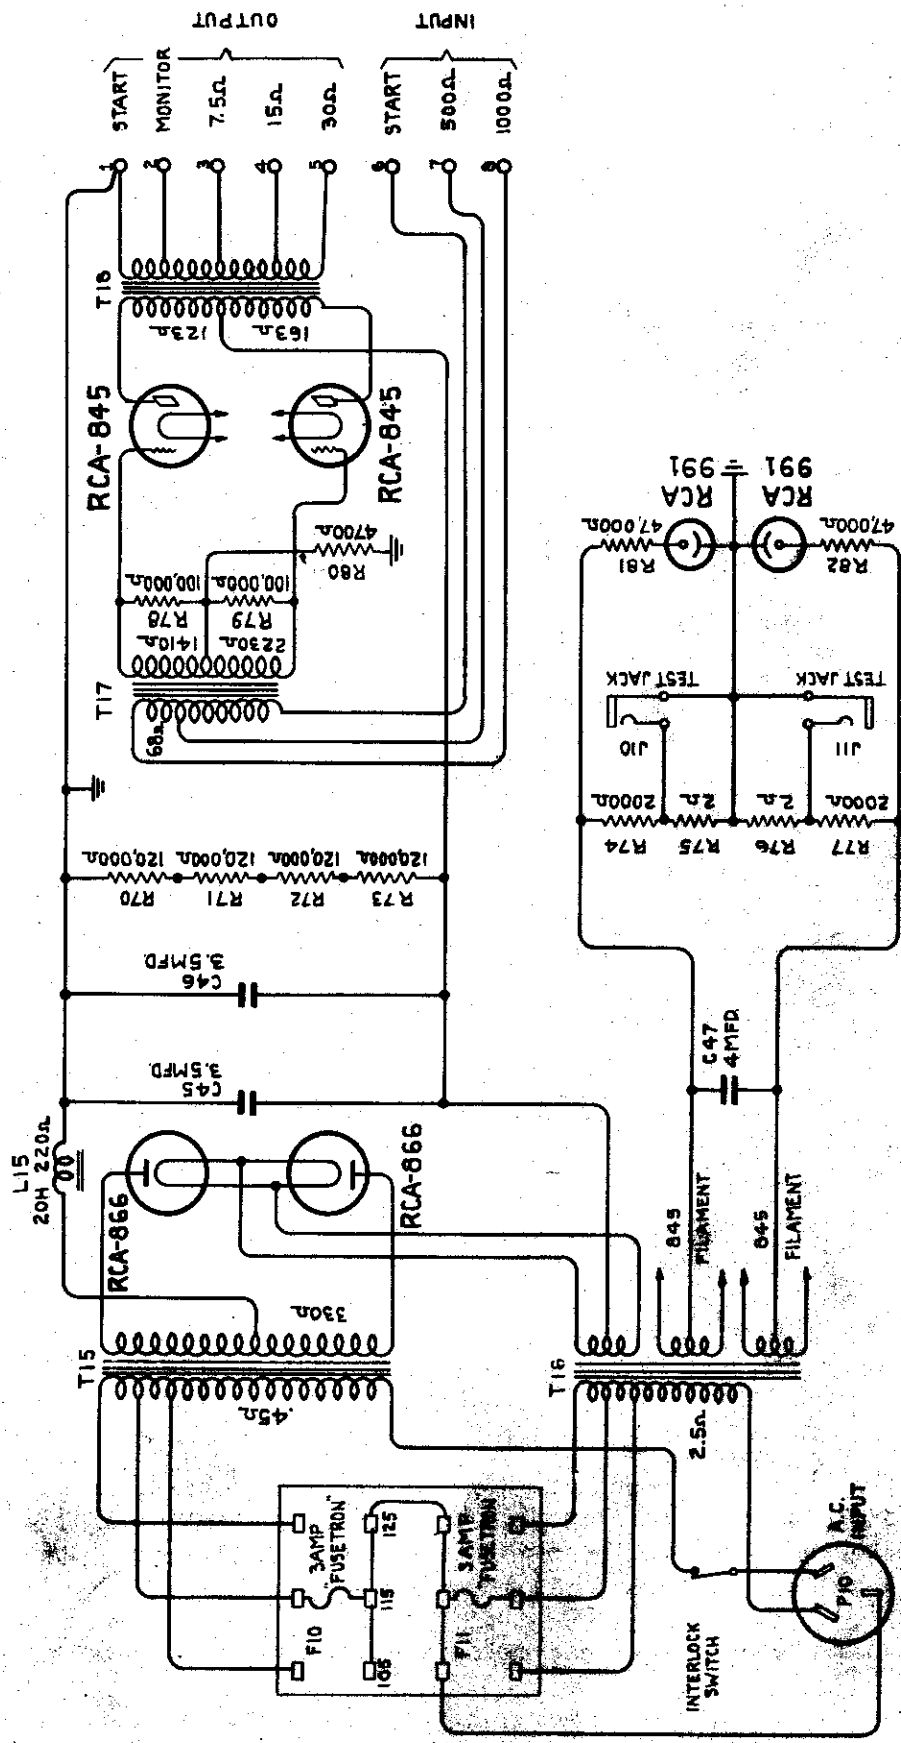 OUTPUT
START
MONITOR
7.5Ω
15Ω
30Ω
INPUT
START
500Ω
1000Ω
1
2
3
4
5
6
7
8
T18
123Ω
163Ω
RCA-845
RCA-845
4700Ω
R80
100,000Ω
R78
100,000Ω
R79
1410Ω
2230Ω
T17
68Ω
120,000Ω
R70
120,000Ω
R71
120,000Ω
R72
120,000Ω
R73
C46
3.5MFD.
C45
3.5MFD.
L15
20H 220Ω
RCA-866
RCA-866
330Ω
T15
.45Ω
3AMP
"FUSETRON"
F10
125
115
105
3AMP
"FUSETRON"
F11
RCA
991
RCA
991
47,000Ω
R81
47,000Ω
R82
TEST JACK
J10
TEST JACK
J11
2000Ω
R74
2Ω
R75
2Ω
R76
2000Ω
R77
C47
4MFD.
845
FILAMENT
845
FILAMENT
T16
2.5Ω
INTERLOCK
SWITCH
P10
A.C.
INPUT